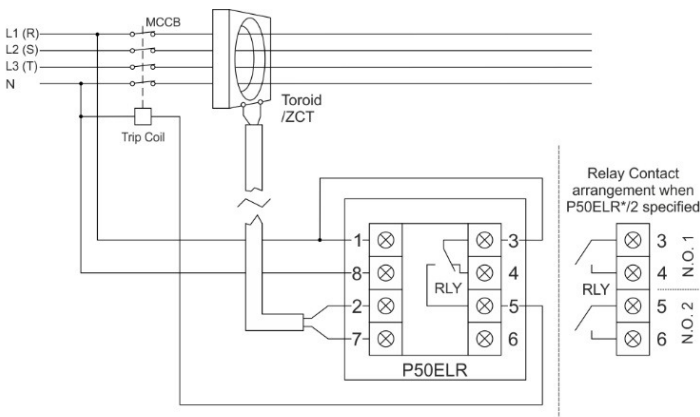 L1 (R)
L2 (S)
L3 (T)
N
MCCB
Toroid
/ZCT
Trip Coil
1
8
2
7
3
4
5
6
RLY
P50ELR
Relay Contact
arrangement when
P50ELR*/2 specified
3
4
5
6
RLY
N.O. 1
N.O. 2